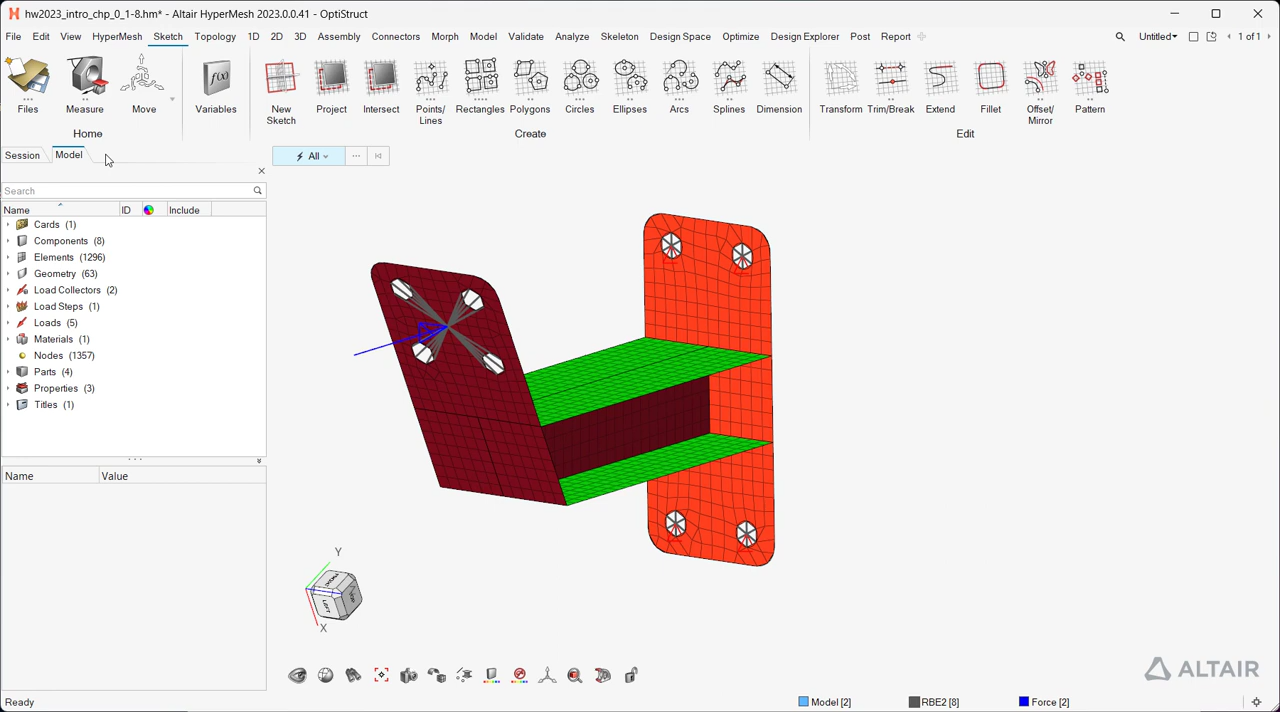 hw2023_intro_chp_0_1-8.hm* - Altair HyperMesh 2023.0.0.41 - OptiStruct
File Edit View HyperMesh Sketch Topology 1D 2D 3D Assembly Connectors Morph Model Validate Analyze Skeleton Design Space Optimize Design Explorer Post Report Untitled 1 of 1
Files Measure Move Variables New Sketch Project Intersect Points/Lines Rectangles Polygons Circles Ellipses Arcs Splines Dimension Transform Trim/Break Extend Fillet Offset/Mirror Pattern
Home Create Edit
Session Model All
Search
Name ID Include
Cards (1)
Components (8)
Elements (1296)
Geometry (63)
Load Collectors (2)
Load Steps (1)
Loads (5)
Materials (1)
Nodes (1357)
Parts (4)
Properties (3)
Titles (1)
Name Value
Y
LEFT
X
ALTAIR
Ready Model [2] RBE2 [8] Force [2]